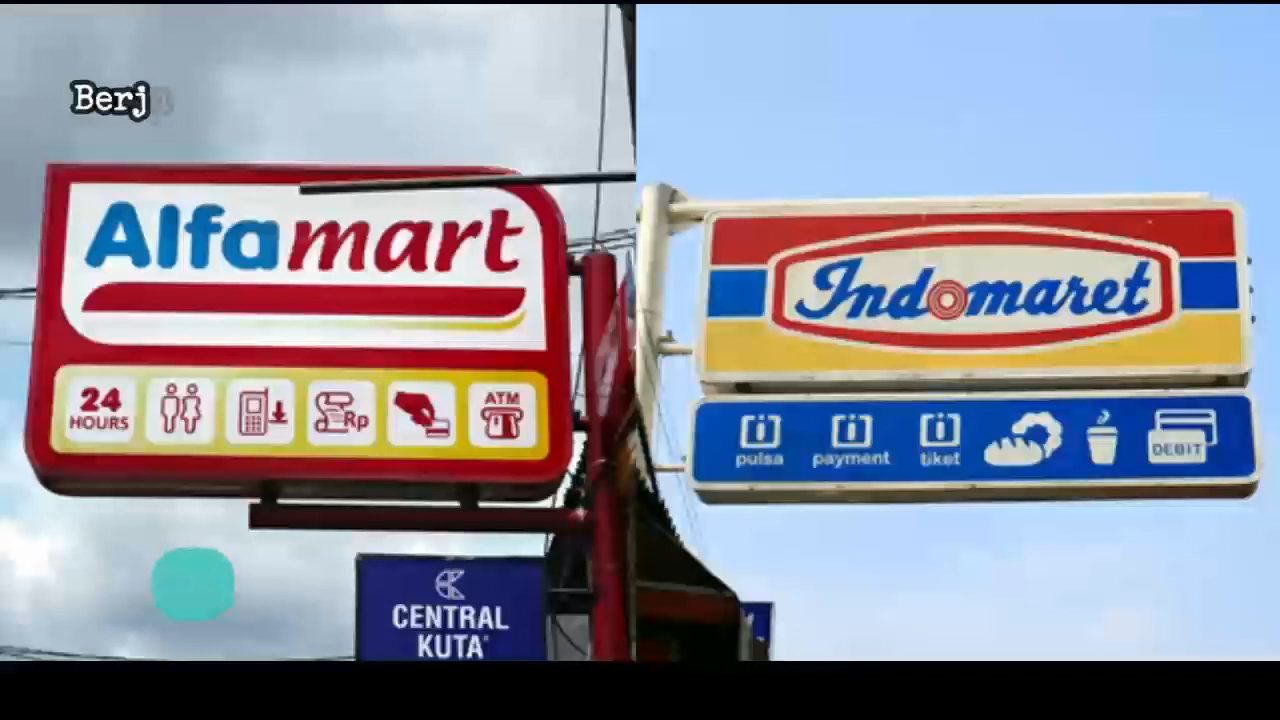 Berj
Alfamart
24
HOURS
Rp
ATM
CENTRAL
KUTA
Indomaret
pulsa
payment
tiket
DEBIT